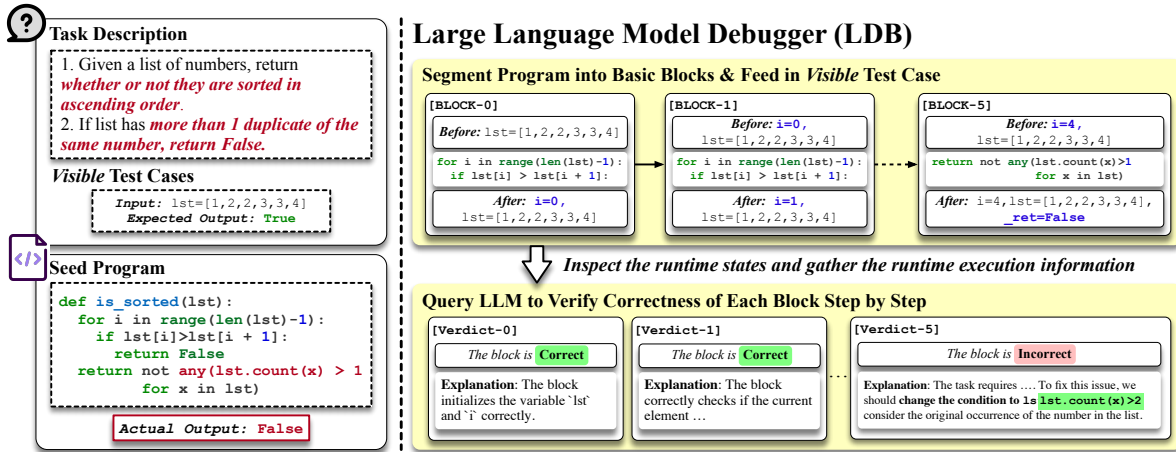 ?
Task Description
1. Given a list of numbers, return
whether or not they are sorted in
ascending order.
2. If list has more than 1 duplicate of the
same number, return False.
Visible Test Cases
Input: lst=[1,2,2,3,3,4]
Expected Output: True
</>
Seed Program
def is_sorted(lst):
for i in range(len(lst)-1):
if lst[i]>lst[i + 1]:
return False
return not any(lst.count(x) > 1
for x in lst)
Actual Output: False
Large Language Model Debugger (LDB)
Segment Program into Basic Blocks & Feed in Visible Test Case
[BLOCK-0]
Before: lst=[1,2,2,3,3,4]
for i in range(len(lst)-1):
if lst[i] > lst[i + 1]:
After: i=0,
lst=[1,2,2,3,3,4]
[BLOCK-1]
Before: i=0,
lst=[1,2,2,3,3,4]
for i in range(len(lst)-1):
if lst[i] > lst[i + 1]:
After: i=1,
lst=[1,2,2,3,3,4]
[BLOCK-5]
Before: i=4,
lst=[1,2,2,3,3,4]
return not any(lst.count(x)>1
for x in lst)
After: i=4,lst=[1,2,2,3,3,4],
_ret=False
Inspect the runtime states and gather the runtime execution information
Query LLM to Verify Correctness of Each Block Step by Step
[Verdict-0]
The block is Correct
Explanation: The block
initializes the variable `lst`
and `i` correctly.
[Verdict-1]
The block is Correct
Explanation: The block
correctly checks if the current
element ...
[Verdict-5]
The block is Incorrect
Explanation: The task requires .... To fix this issue, we
should change the condition to ls lst.count(x)>2
consider the original occurrence of the number in the list.